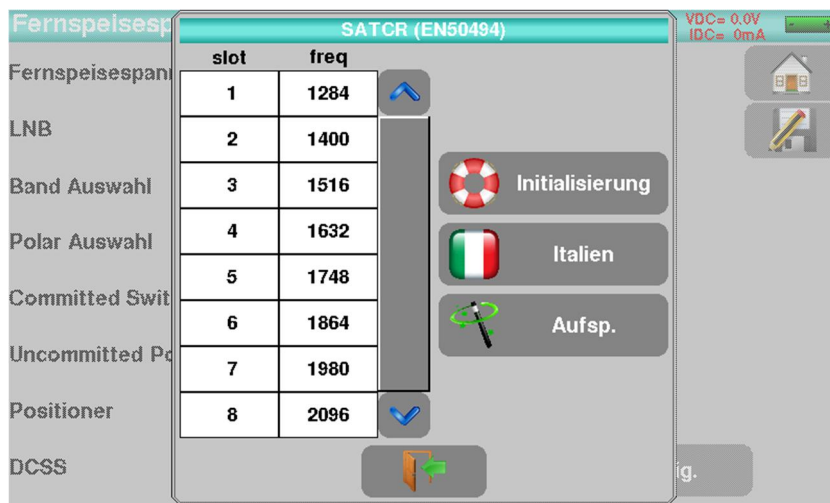 Fernspeisesp
SATCR (EN50494)
VDC= 0.0V
IDC= 0mA
slot freq
1 1284
2 1400
3 1516
4 1632
5 1748
6 1864
7 1980
8 2096
Initialisierung
Italien
Aufsp.
Fernspeisespan
LNB
Band Auswahl
Polar Auswahl
Committed Swit
Uncommitted Po
Positioner
DCSS
ig.